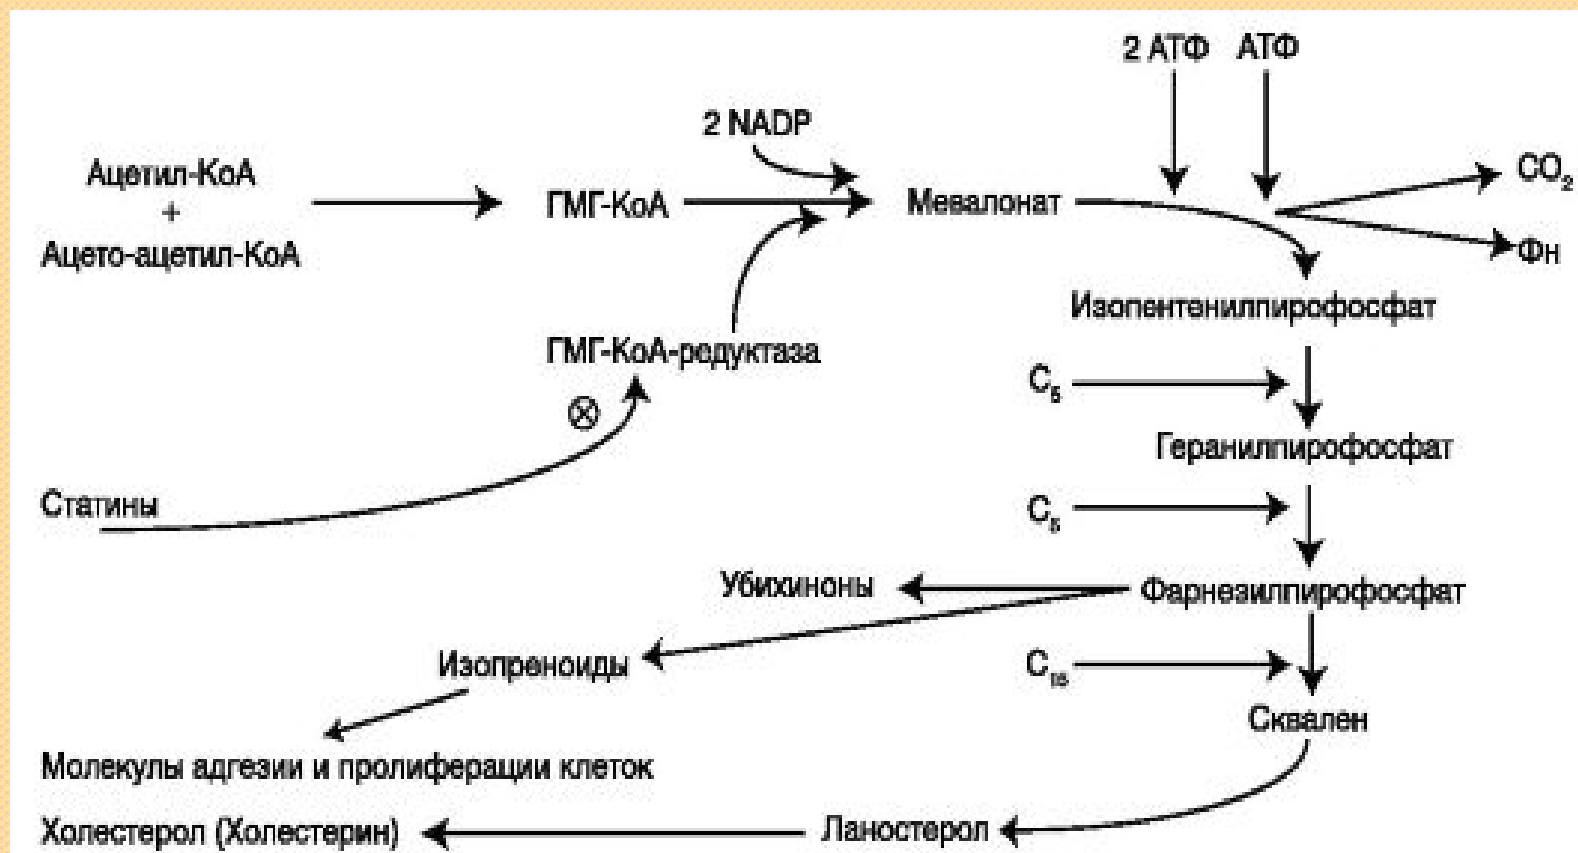 2 АТФ АТФ
2 NADP
Ацетил-КоА
+
Ацето-ацетил-КоА
ГМГ-КоА
Мевалонат
CO₂
Фн
Изопентенилпирофосфат
ГМГ-КоА-редуктаза
C₅
Геранилпирофосфат
Статины
C₅
Убихиноны
Фарнезилпирофосфат
Изопреноиды
C₁₅
Сквален
Молекулы адгезии и пролиферации клеток
Холестерол (Холестерин)
Ланостерол